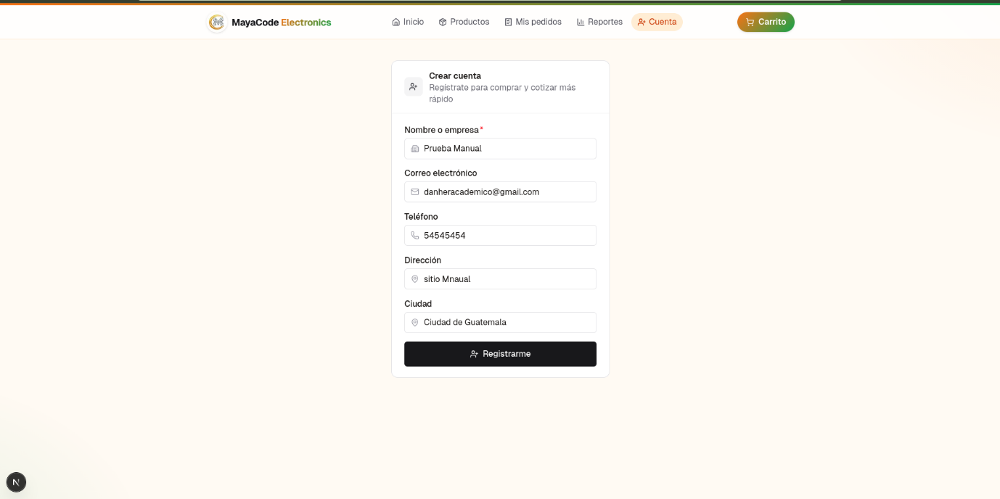 MayaCode Electronics
Inicio
Productos
Mis pedidos
Reportes
Cuenta
Carrito
Crear cuenta
Regístrate para comprar y cotizar más
rápido
Nombre o empresa*
Prueba Manual
Correo electrónico
danheracademico@gmail.com
Teléfono
54545454
Dirección
sitio Mnaual
Ciudad
Ciudad de Guatemala
Registrarme
N